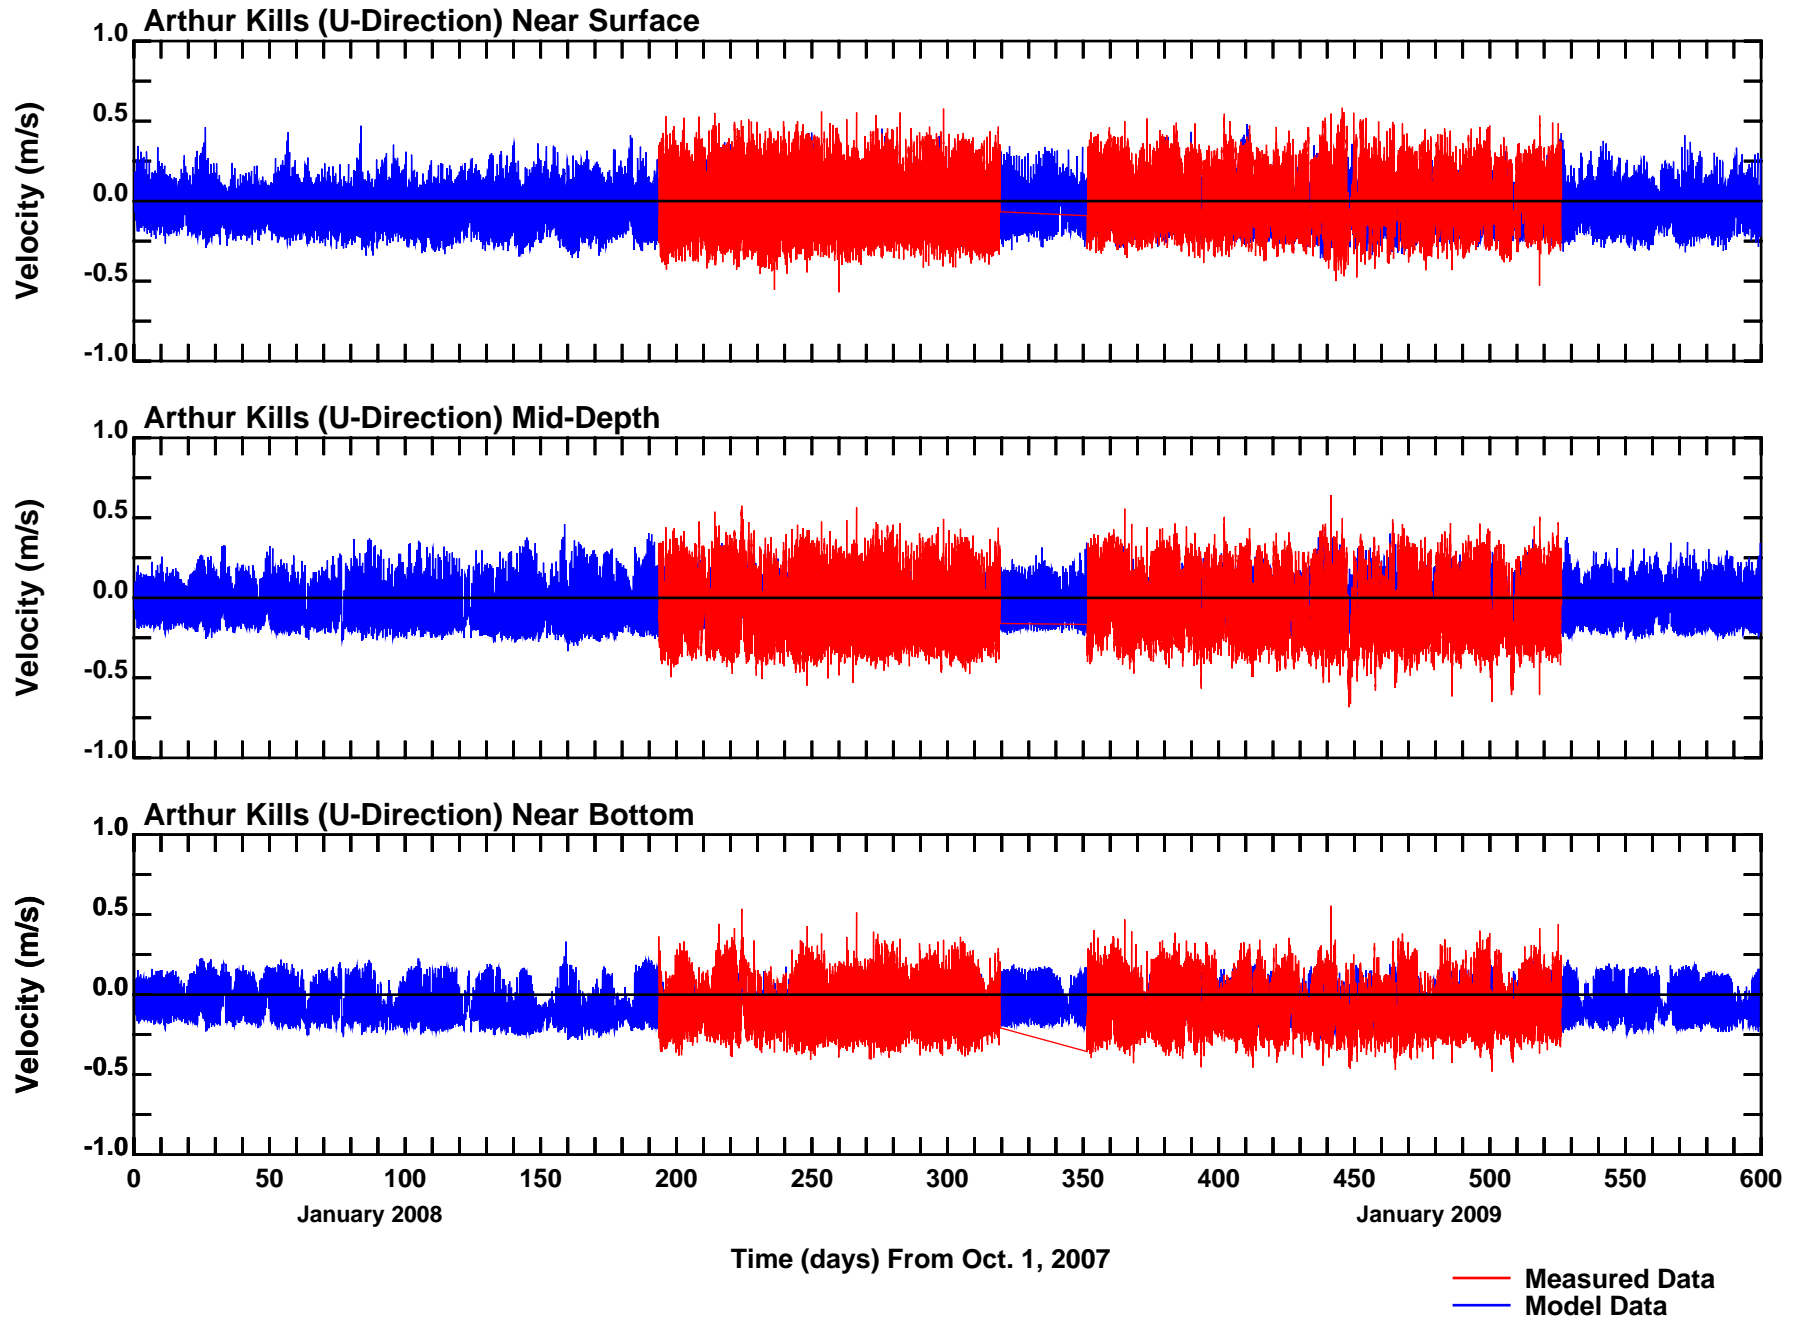 Arthur Kills (U-Direction) Near Surface
1.0
0.5
0.0
-0.5
-1.0
Velocity (m/s)
Arthur Kills (U-Direction) Mid-Depth
1.0
0.5
0.0
-0.5
-1.0
Velocity (m/s)
Arthur Kills (U-Direction) Near Bottom
1.0
0.5
0.0
-0.5
-1.0
Velocity (m/s)
0 50 100 150 200 250 300 350 400 450 500 550 600
January 2008 January 2009
Time (days) From Oct. 1, 2007
Measured Data
Model Data